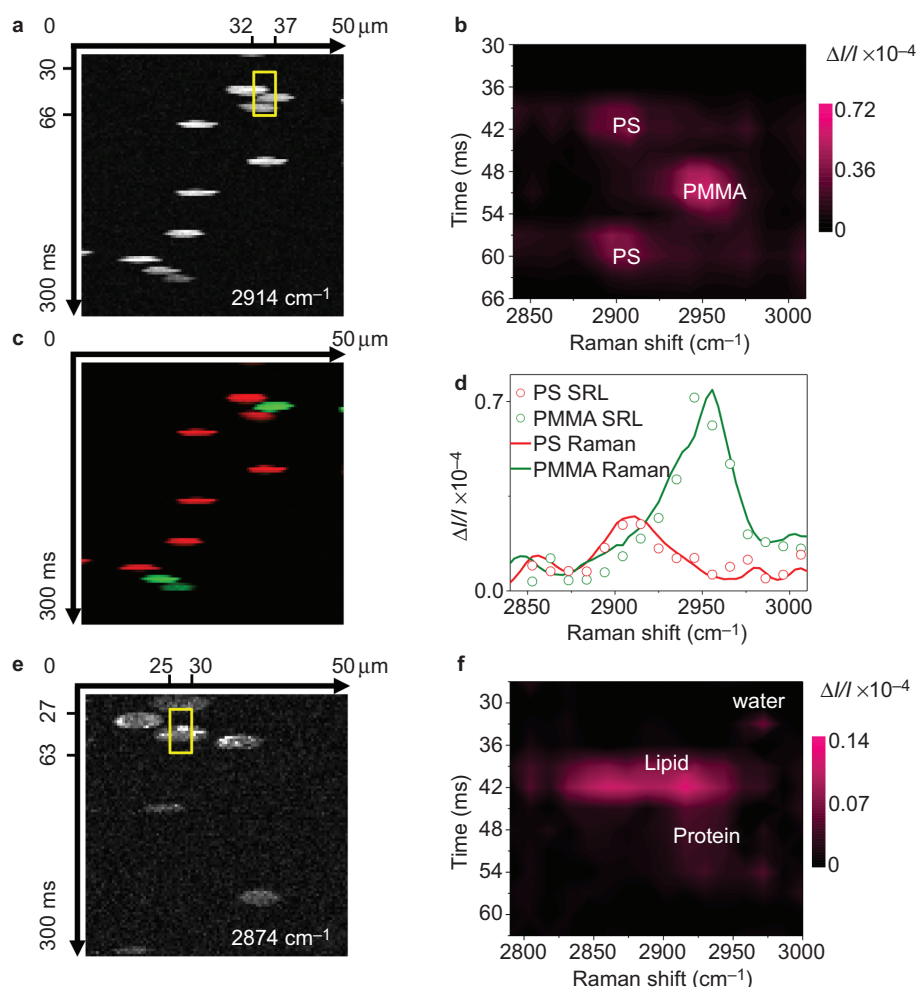 a
0
32
37
50 μm
30
66
300 ms
2914 cm⁻¹
b
ΔI/I ×10⁻⁴
30
36
42
48
54
60
66
Time (ms)
PS
PMMA
PS
2850
2900
2950
3000
Raman shift (cm⁻¹)
0.72
0.36
0
c
0
50 μm
300 ms
d
0.7
0.0
ΔI/I ×10⁻⁴
PS SRL
PMMA SRL
PS Raman
PMMA Raman
2850
2900
2950
3000
Raman shift (cm⁻¹)
e
0
25
30
50 μm
27
63
300 ms
2874 cm⁻¹
f
ΔI/I ×10⁻⁴
30
36
42
48
54
60
Time (ms)
water
Lipid
Protein
2800
2850
2900
2950
3000
Raman shift (cm⁻¹)
0.14
0.07
0